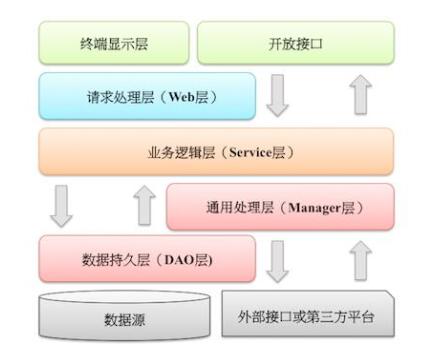 终端显示层
开放接口
请求处理层（Web层）
业务逻辑层（Service层）
通用处理层（Manager层）
数据持久层（DAO层)
数据源
外部接口或第三方平台